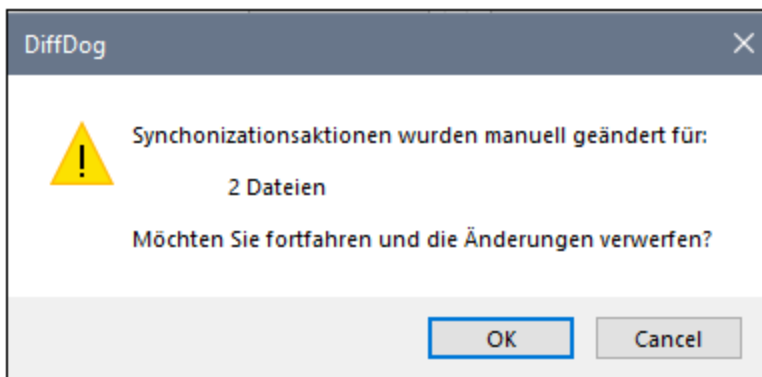 DiffDog
Synchonizationsaktionen wurden manuell geändert für:
2 Dateien
Möchten Sie fortfahren und die Änderungen verwerfen?
OK
Cancel